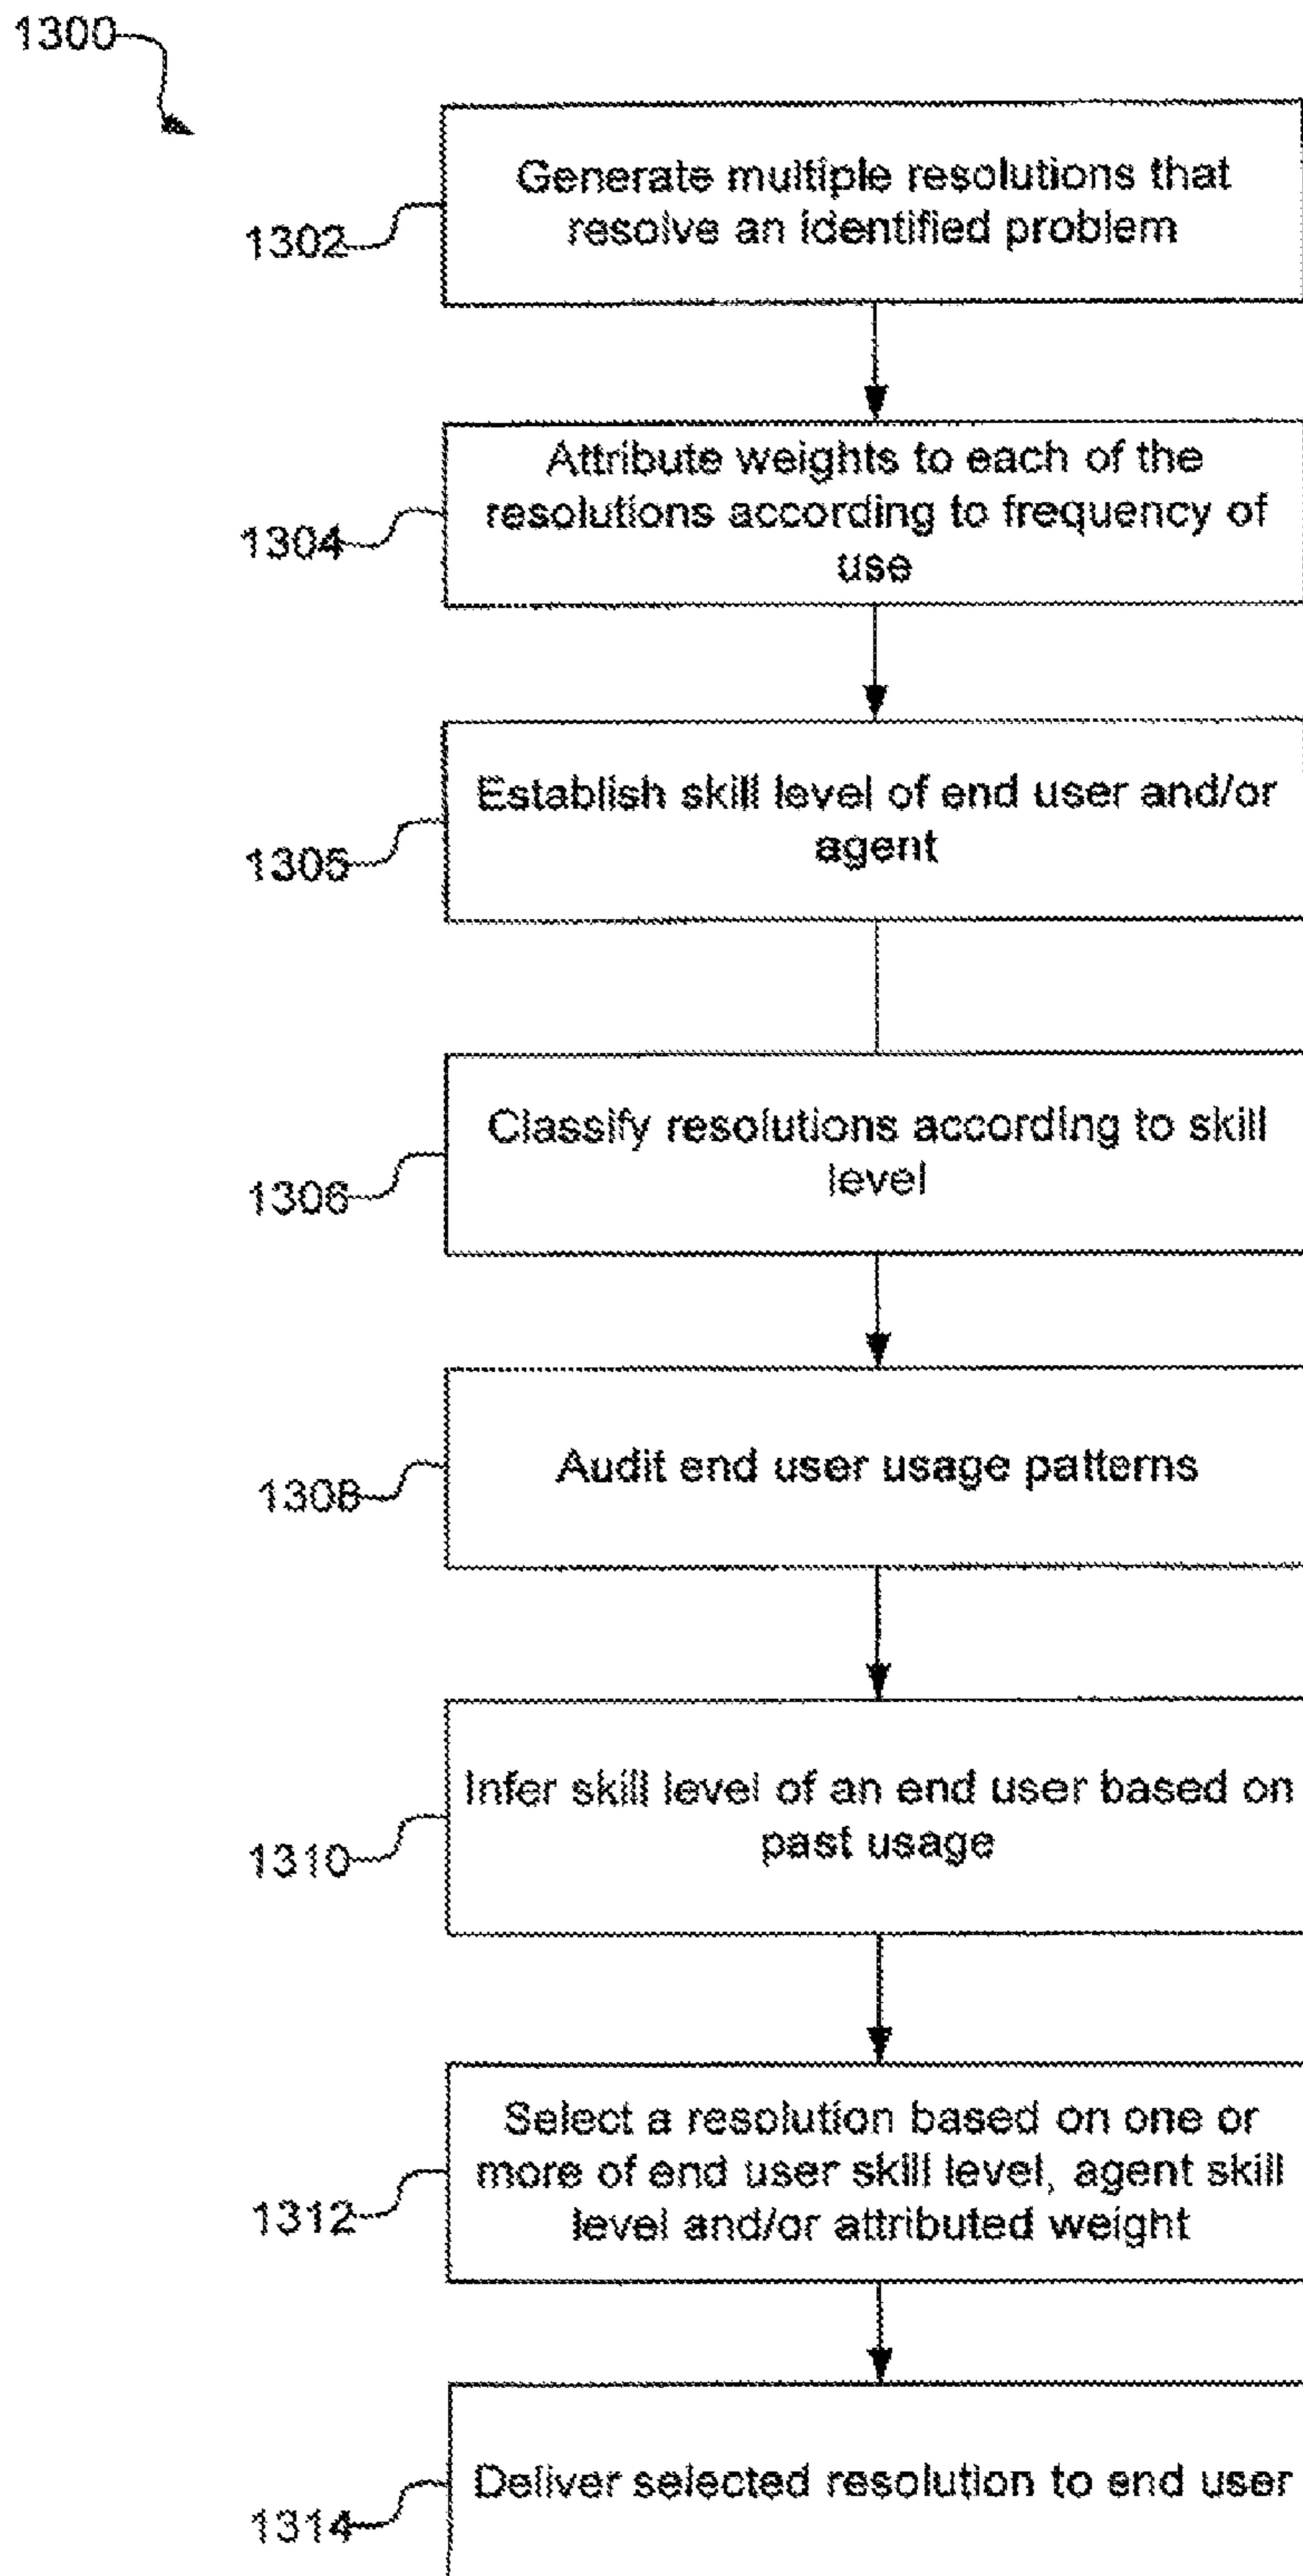 1300
Generate multiple resolutions that
resolve an identified problem
1302
Attribute weights to each of the
resolutions according to frequency of
use
1304
Establish skill level of end user and/or
agent
1305
Classify resolutions according to skill
level
1306
Audit end user usage patterns
1308
Infer skill level of an end user based on
past usage
1310
Select a resolution based on one or
more of end user skill level, agent skill
level and/or attributed weight
1312
Deliver selected resolution to end user
1314